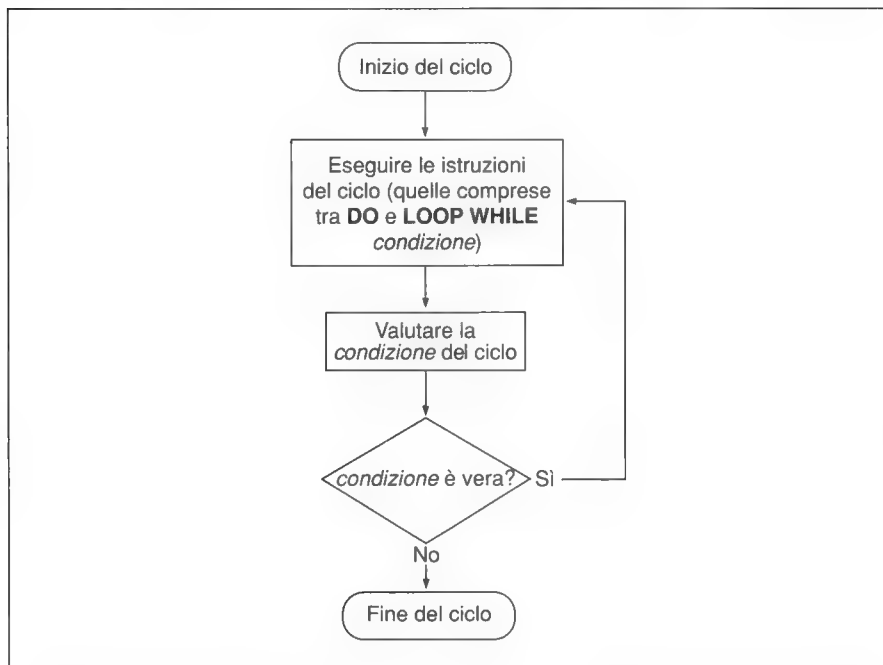 Inizio del ciclo
Eseguire le istruzioni
del ciclo (quelle comprese
tra DO e LOOP WHILE
condizione)
Valutare la
condizione del ciclo
condizione è vera?
Sì
No
Fine del ciclo